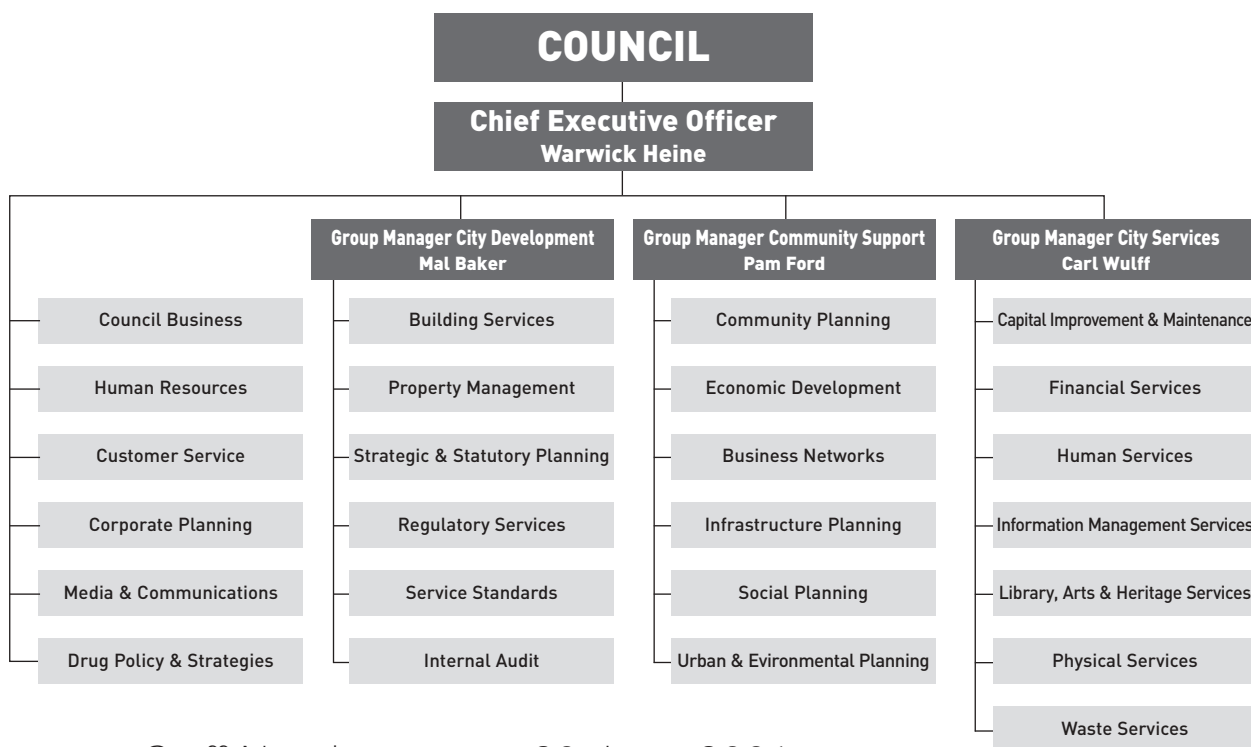 COUNCIL
Chief Executive Officer
Warwick Heine
Group Manager City Development
Mal Baker
Group Manager Community Support
Pam Ford
Group Manager City Services
Carl Wulff
Council Business
Human Resources
Customer Service
Corporate Planning
Media & Communications
Drug Policy & Strategies
Building Services
Property Management
Strategic & Statutory Planning
Regulatory Services
Service Standards
Internal Audit
Community Planning
Economic Development
Business Networks
Infrastructure Planning
Social Planning
Urban & Evironmental Planning
Capital Improvement & Maintenance
Financial Services
Human Services
Information Management Services
Library, Arts & Heritage Services
Physical Services
Waste Services